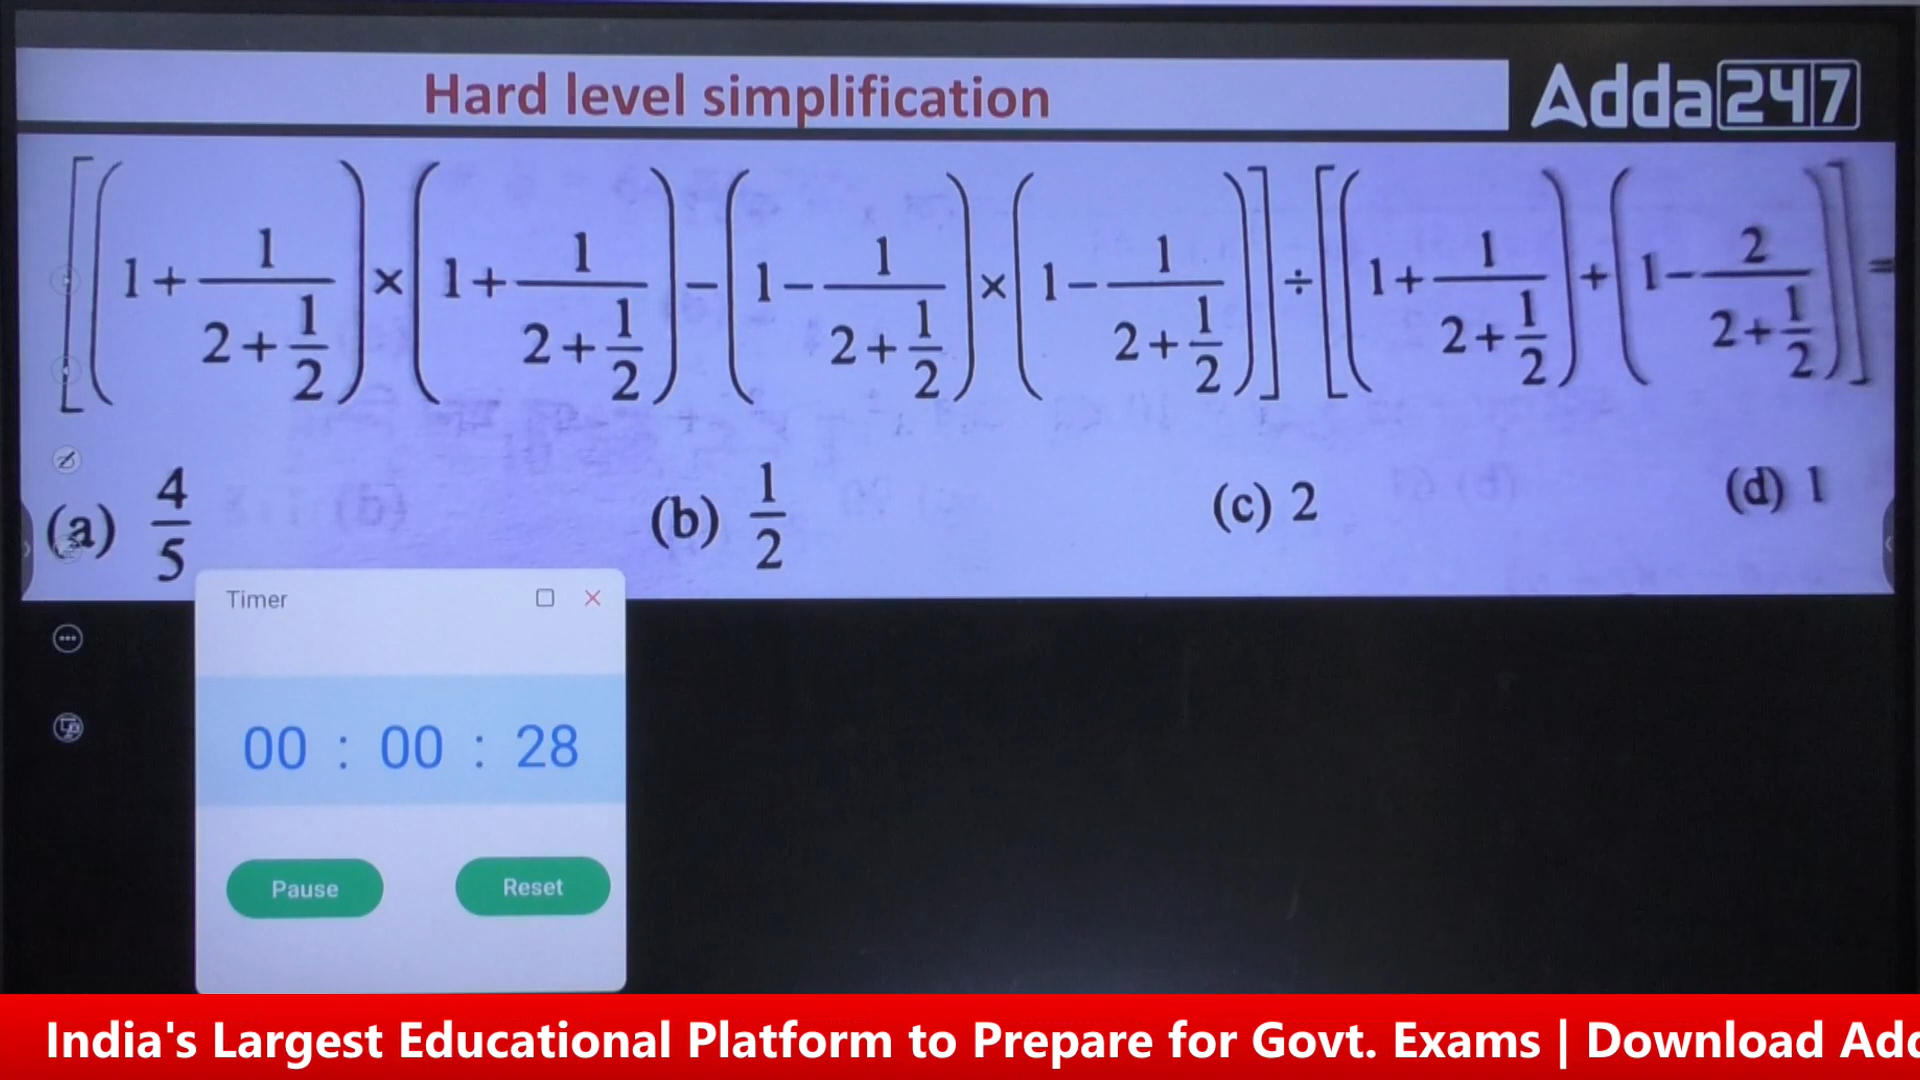 Hard level simplification
Adda247
[(1+1/(2+1/2))×(1+1/(2+1/2))-(1-1/(2+1/2))×(1-1/(2+1/2))]÷[(1+1/(2+1/2))+(1-2/(2+1/2))]=
(a) 4/5 (b) 1/2 (c) 2 (d) 1
Timer
00 : 00 : 28
Pause Reset
India's Largest Educational Platform to Prepare for Govt. Exams | Download Add